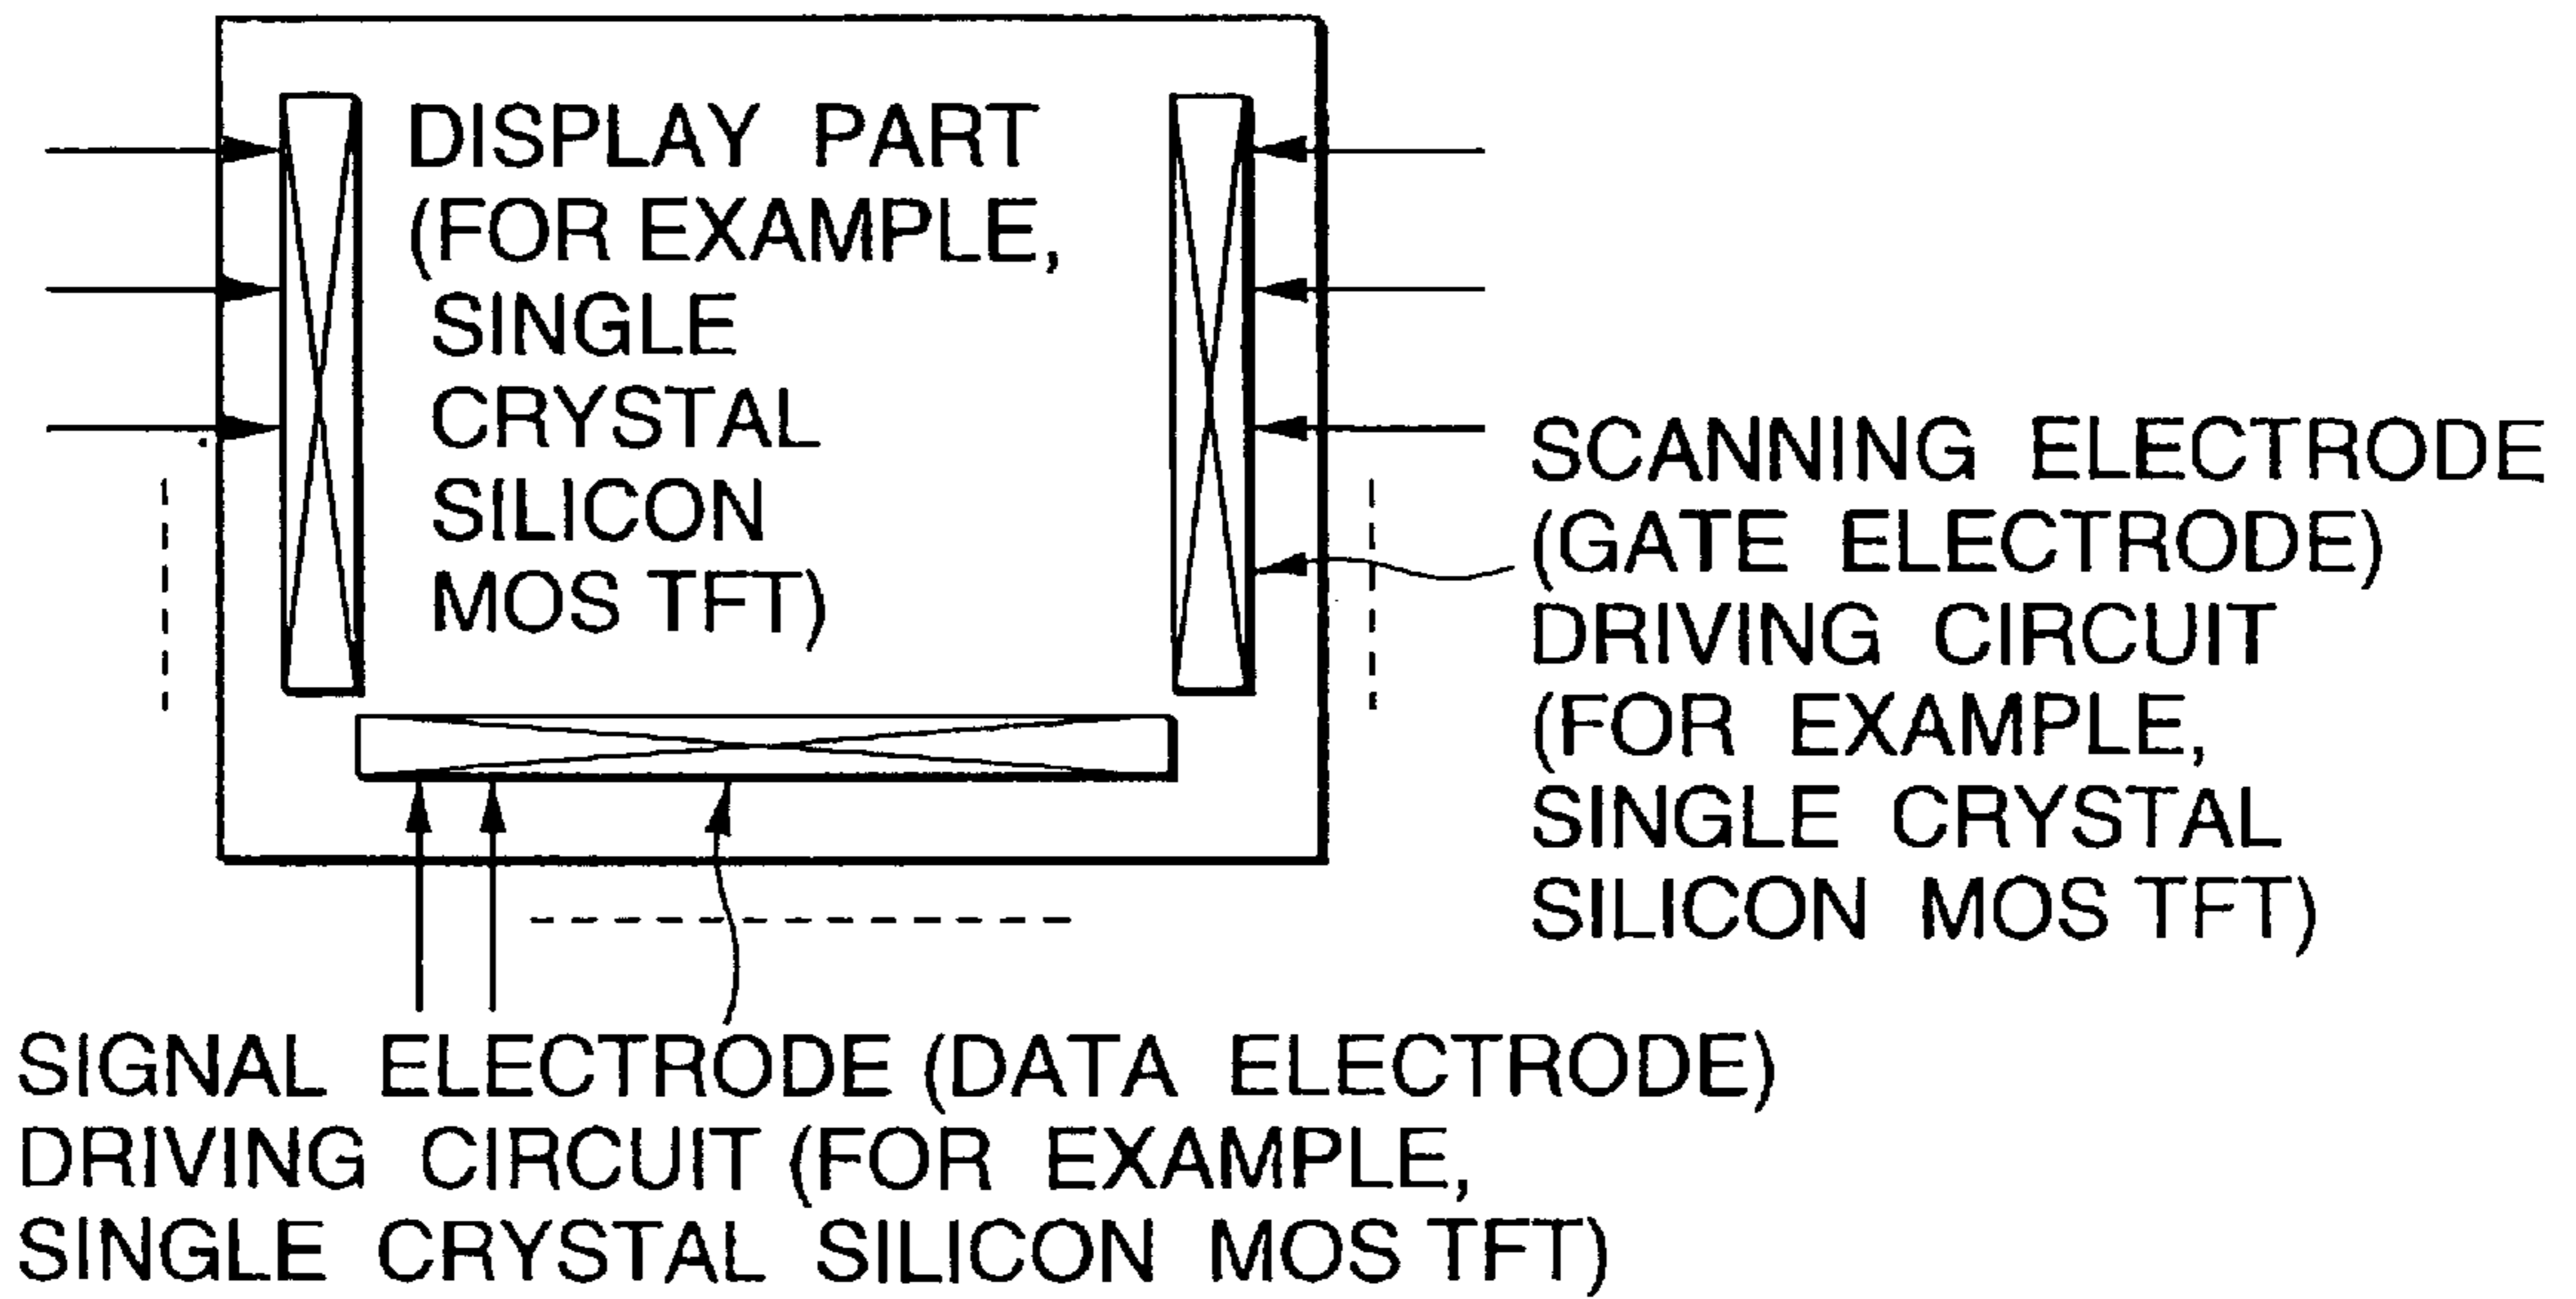 DISPLAY PART
(FOR EXAMPLE,
SINGLE
CRYSTAL
SILICON
MOS TFT)
SCANNING ELECTRODE
(GATE ELECTRODE)
DRIVING CIRCUIT
(FOR EXAMPLE,
SINGLE CRYSTAL
SILICON MOS TFT)
SIGNAL ELECTRODE (DATA ELECTRODE)
DRIVING CIRCUIT (FOR EXAMPLE,
SINGLE CRYSTAL SILICON MOS TFT)